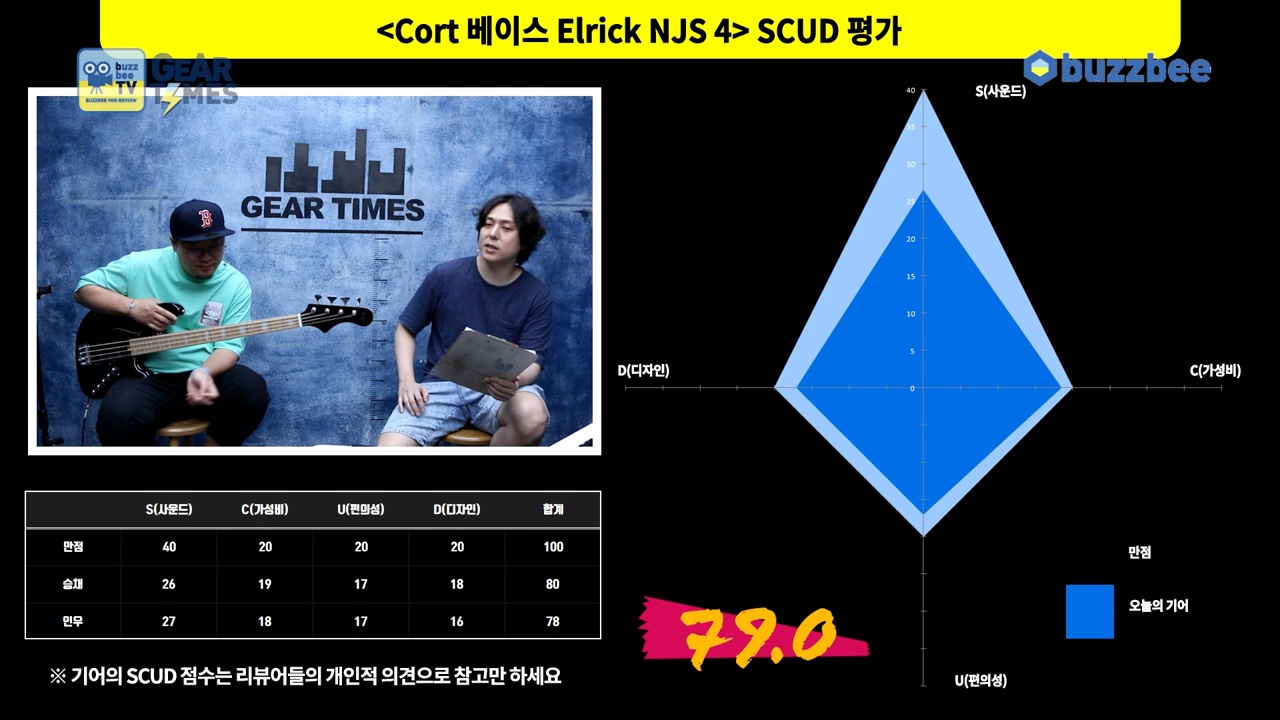 <Cort 베이스 Elrick NJS 4> SCUD 평가
buzz
bee
TV
BUZZBEE YOU REVIEW
GEAR
TIMES
buzzbee
GEAR TIMES
B
S(사운드)
40
35
30
25
20
15
10
5
0
D(디자인)
C(가성비)
U(편의성)
S(사운드) C(가성비) U(편의성) D(디자인) 합계
만점 40 20 20 20 100
승채 26 19 17 18 80
민우 27 18 17 16 78
79.0
만점
오늘의 기어
※ 기어의 SCUD 점수는 리뷰어들의 개인적 의견으로 참고만 하세요